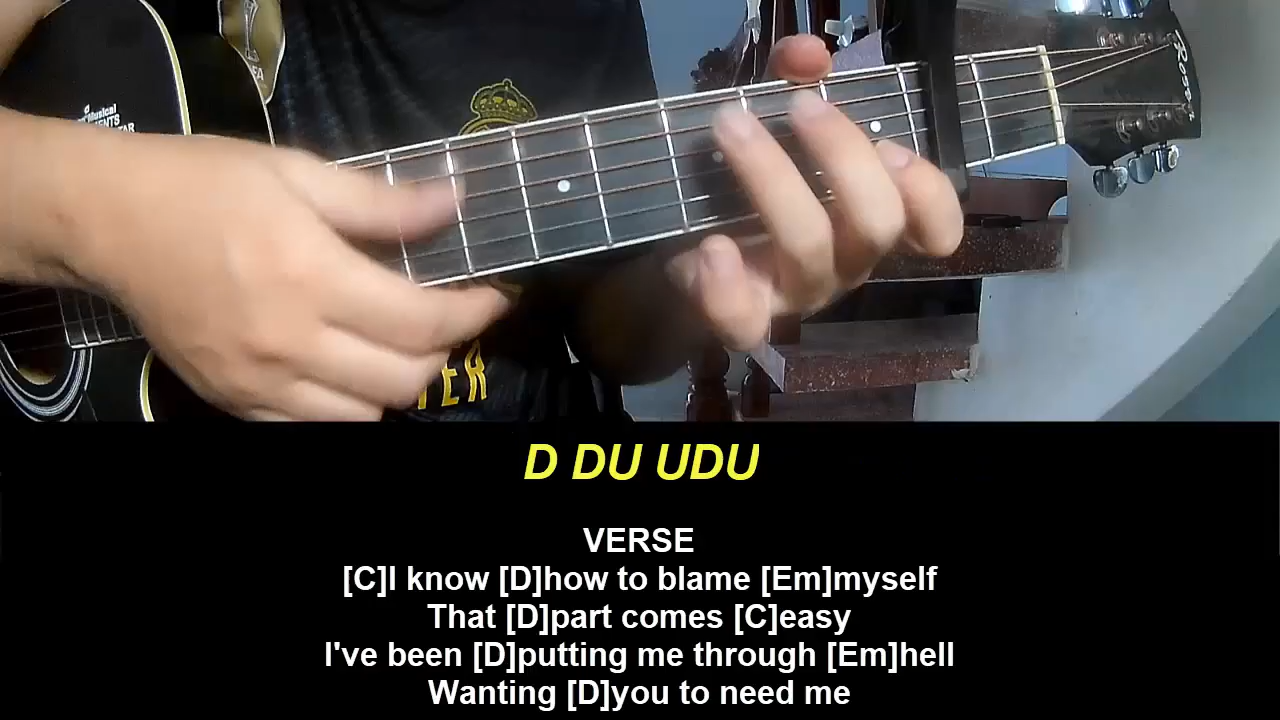 Musical
D DU UDU
VERSE
[C]I know [D]how to blame [Em]myself
That [D]part comes [C]easy
I've been [D]putting me through [Em]hell
Wanting [D]you to need me